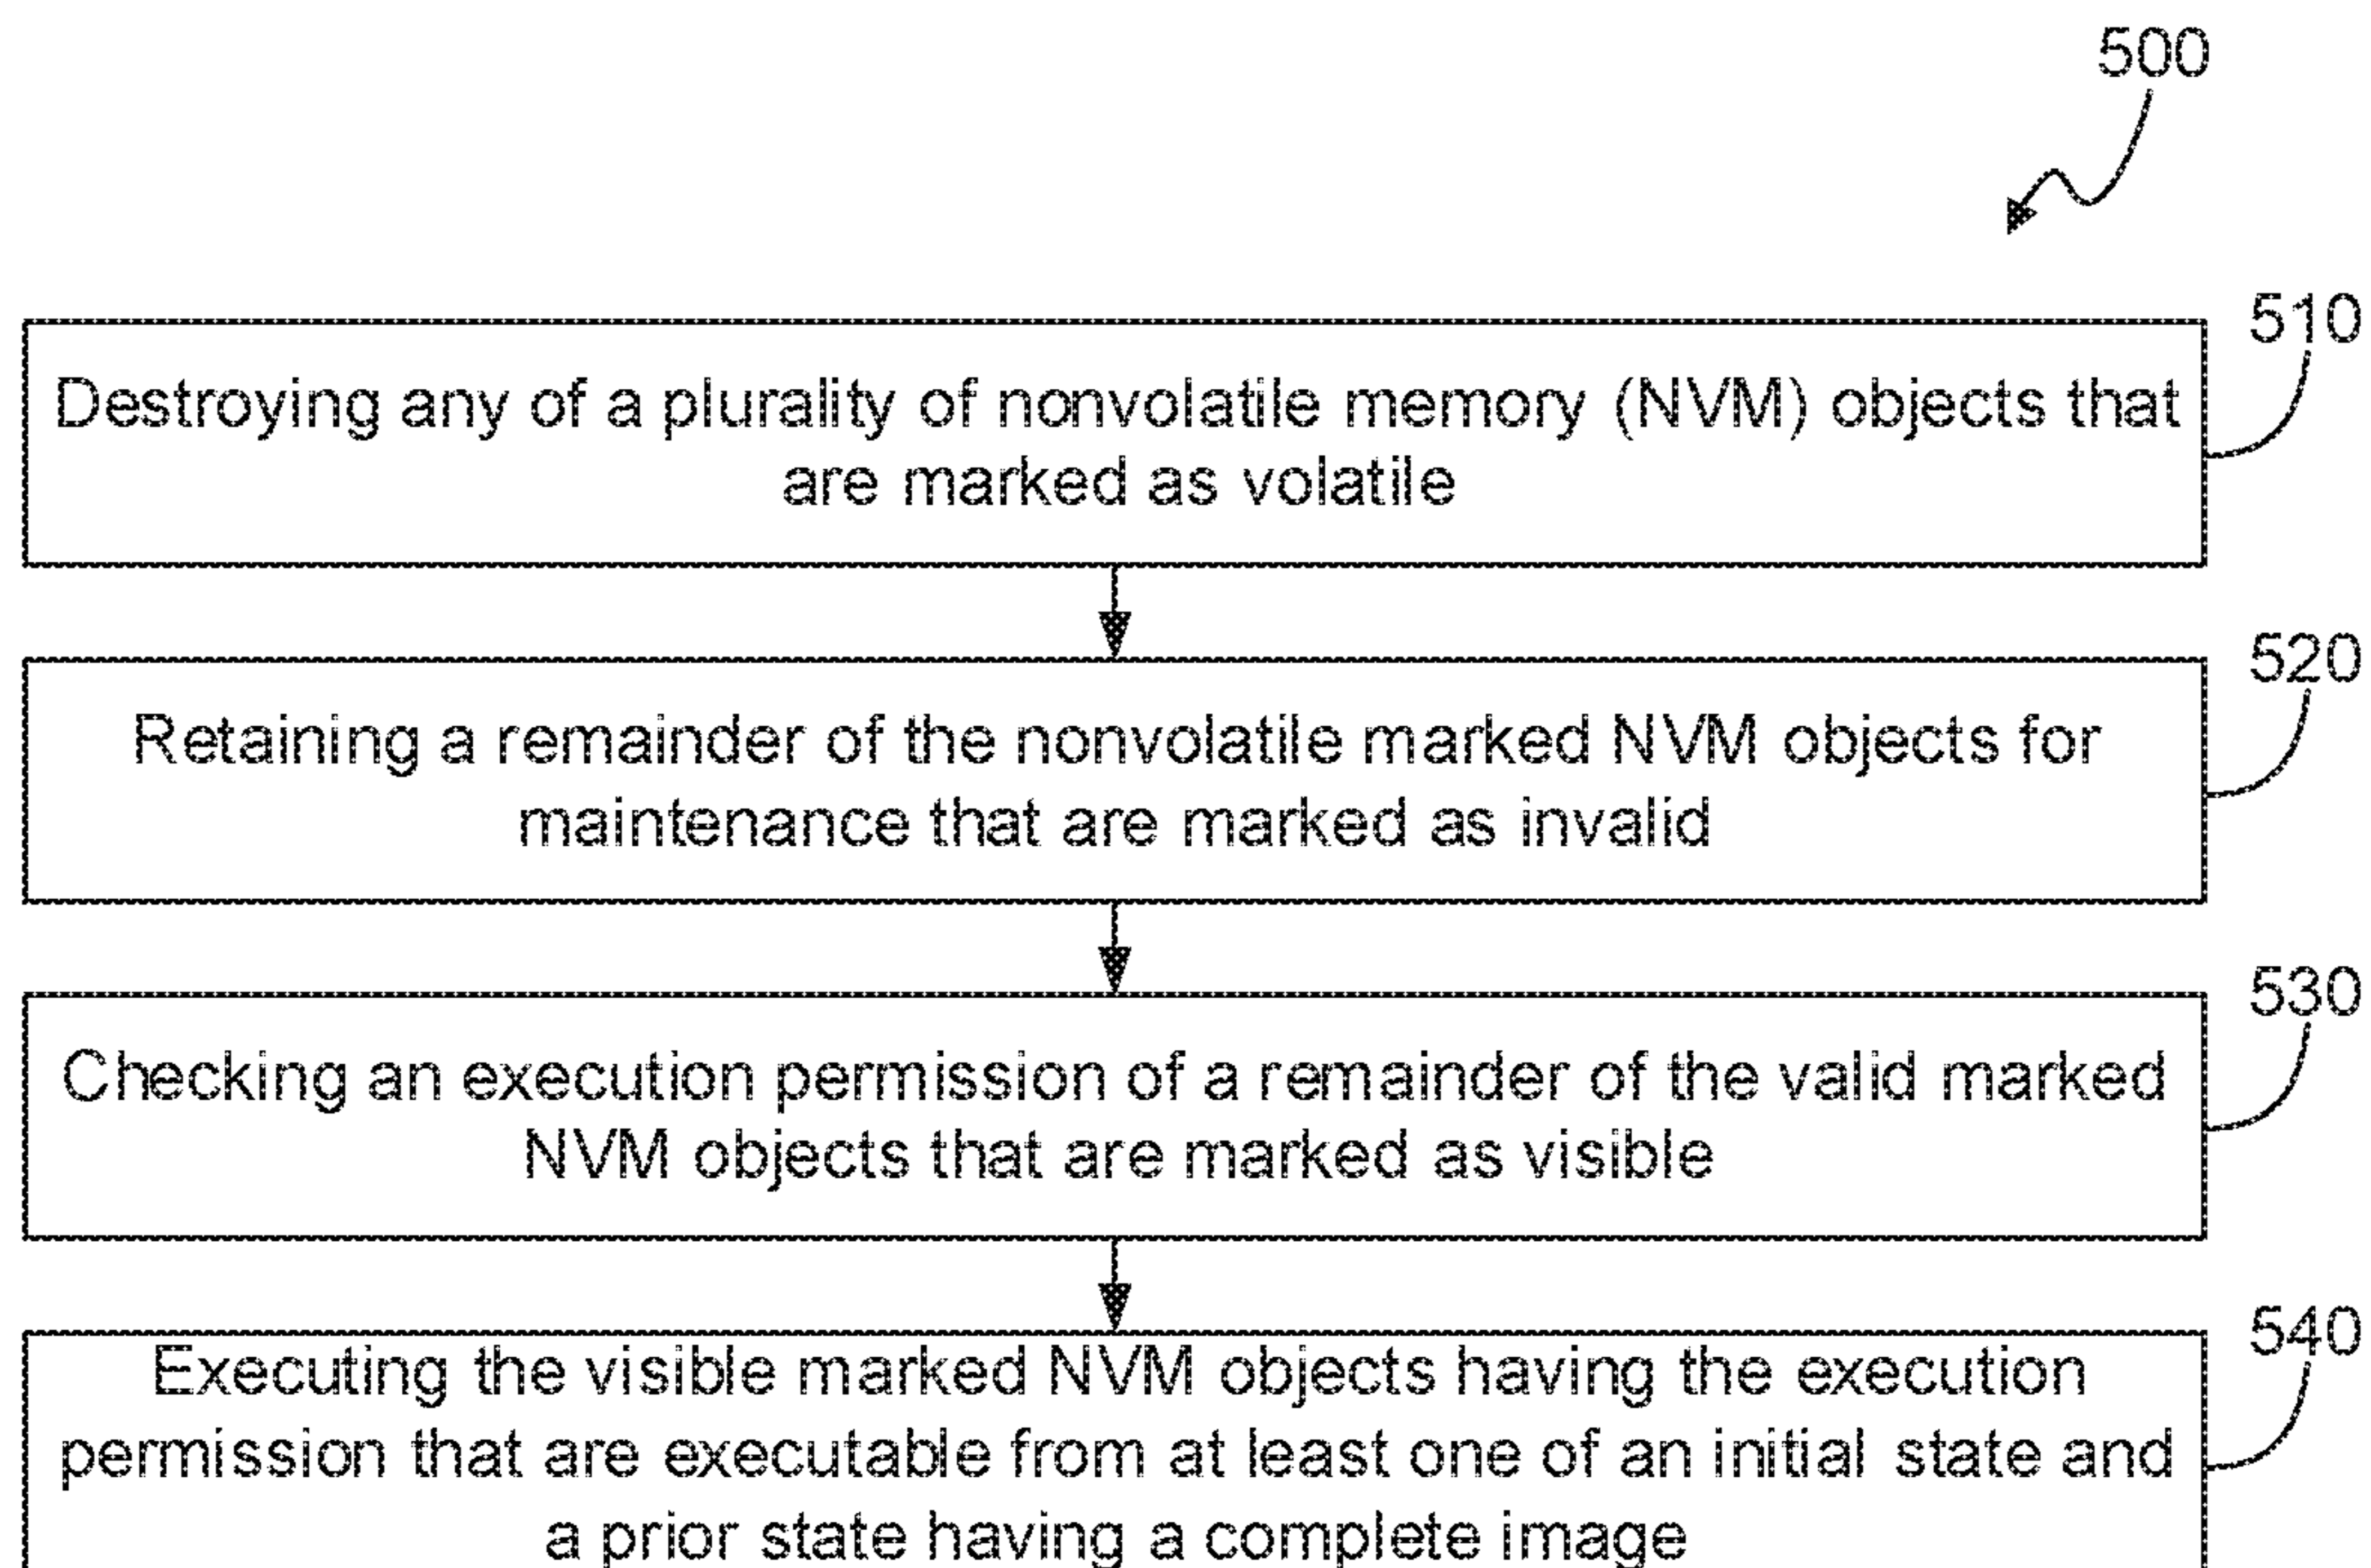 500
510
Destroying any of a plurality of nonvolatile memory (NVM) objects that
are marked as volatile
520
Retaining a remainder of the nonvolatile marked NVM objects for
maintenance that are marked as invalid
530
Checking an execution permission of a remainder of the valid marked
NVM objects that are marked as visible
540
Executing the visible marked NVM objects having the execution
permission that are executable from at least one of an initial state and
a prior state having a complete image